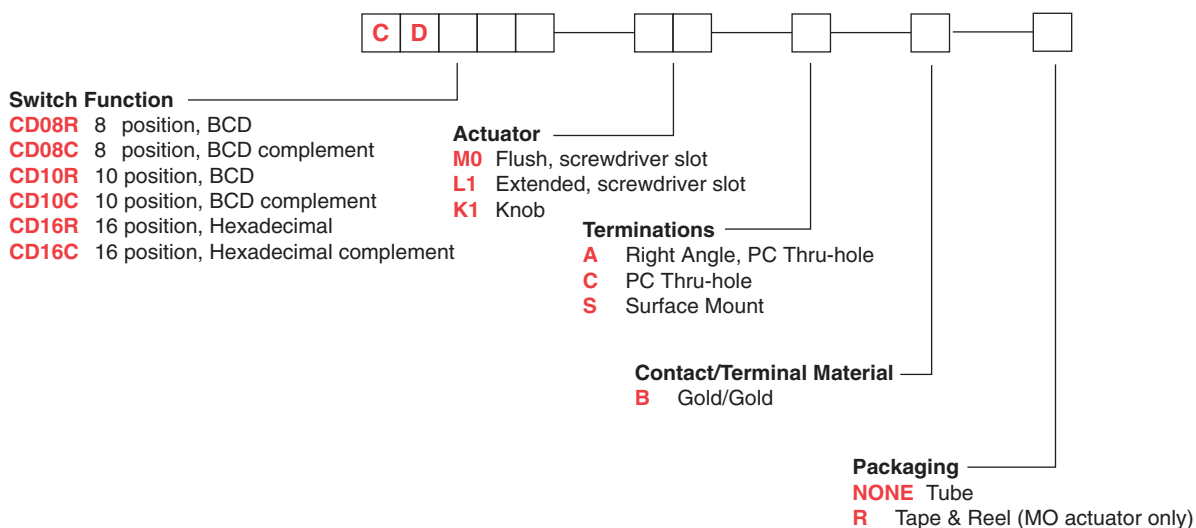 C D
Switch Function
CD08R 8 position, BCD
CD08C 8 position, BCD complement
CD10R 10 position, BCD
CD10C 10 position, BCD complement
CD16R 16 position, Hexadecimal
CD16C 16 position, Hexadecimal complement
Actuator
M0 Flush, screwdriver slot
L1 Extended, screwdriver slot
K1 Knob
Terminations
A Right Angle, PC Thru-hole
C PC Thru-hole
S Surface Mount
Contact/Terminal Material
B Gold/Gold
Packaging
NONE Tube
R Tape & Reel (MO actuator only)